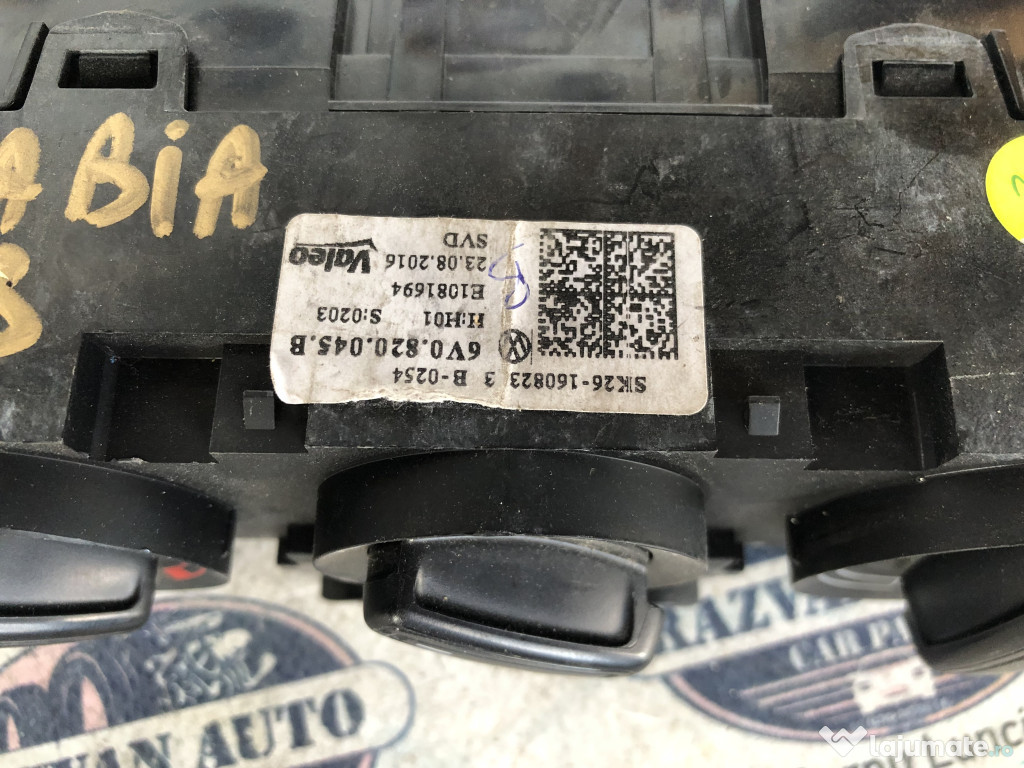 ABiA
SK26-160823 3 B-0254
6V0.820.045.B
H:H01 S:0203
E1081694
23.08.2016 Valeo
SVD
RAZVAN
CAR PA
VAN AUTO
lajumate.ro